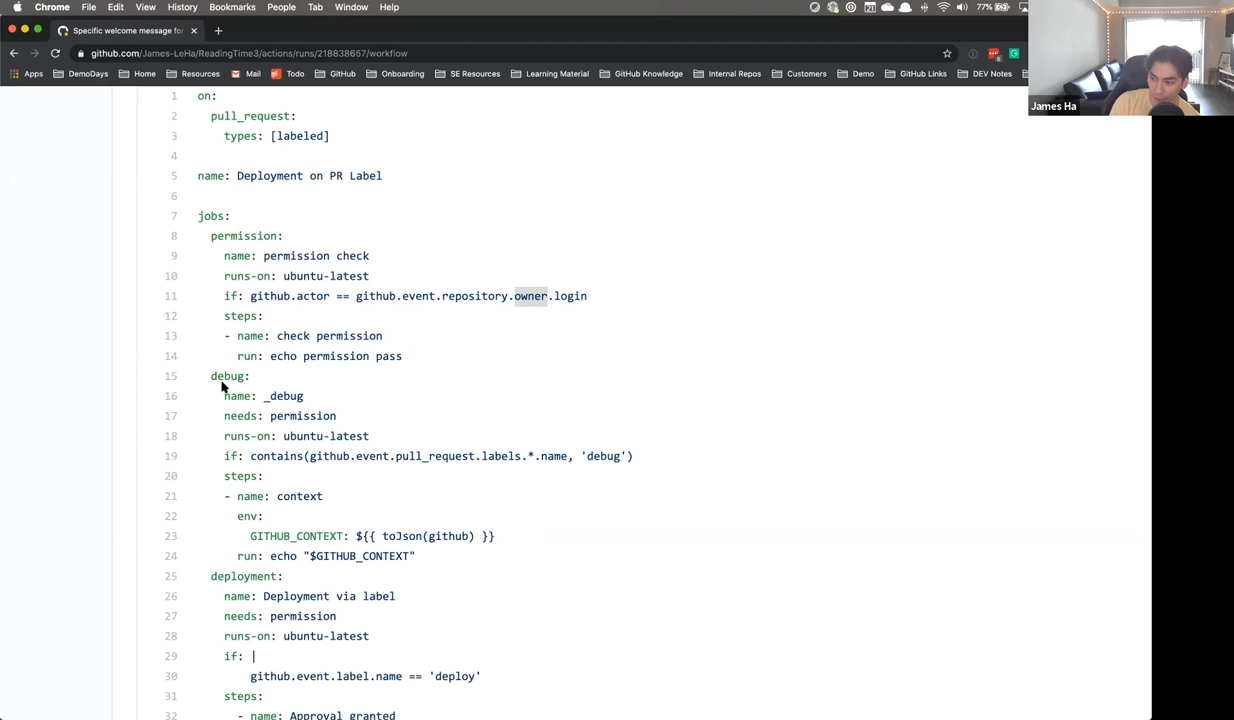 Chrome File Edit View History Bookmarks People Tab Window Help 77%
Specific welcome message for
github.com/James-LeHa/ReadingTime3/actions/runs/218838657/workflow
Apps DemoDays Home Resources Mail Todo GitHub Onboarding SE Resources Learning Material GitHub Knowledge Internal Repos Customers Demo GitHub Links DEV Notes
James Ha
1 on:
2 pull_request:
3 types: [labeled]
4
5 name: Deployment on PR Label
6
7 jobs:
8 permission:
9 name: permission check
10 runs-on: ubuntu-latest
11 if: github.actor == github.event.repository.owner.login
12 steps:
13 - name: check permission
14 run: echo permission pass
15 debug:
16 name: _debug
17 needs: permission
18 runs-on: ubuntu-latest
19 if: contains(github.event.pull_request.labels.*.name, 'debug')
20 steps:
21 - name: context
22 env:
23 GITHUB_CONTEXT: ${{ toJson(github) }}
24 run: echo "$GITHUB_CONTEXT"
25 deployment:
26 name: Deployment via label
27 needs: permission
28 runs-on: ubuntu-latest
29 if: |
30 github.event.label.name == 'deploy'
31 steps:
32 - name: Approval granted